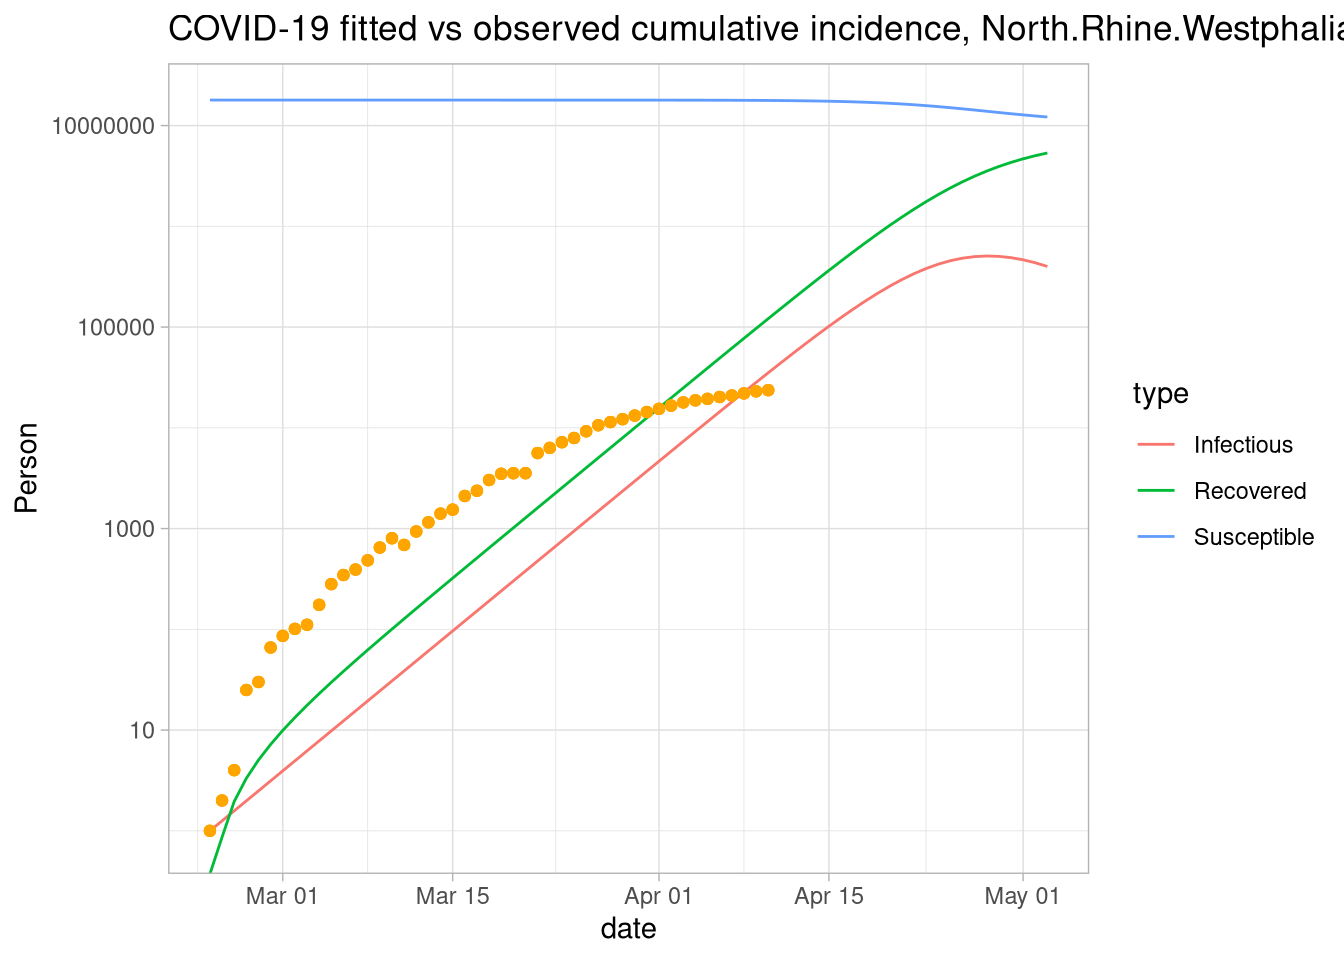 COVID-19 fitted vs observed cumulative incidence, North.Rhine.Westphalia
10000000
100000
1000
10
Person
Mar 01
Mar 15
Apr 01
Apr 15
May 01
date
type
Infectious
Recovered
Susceptible